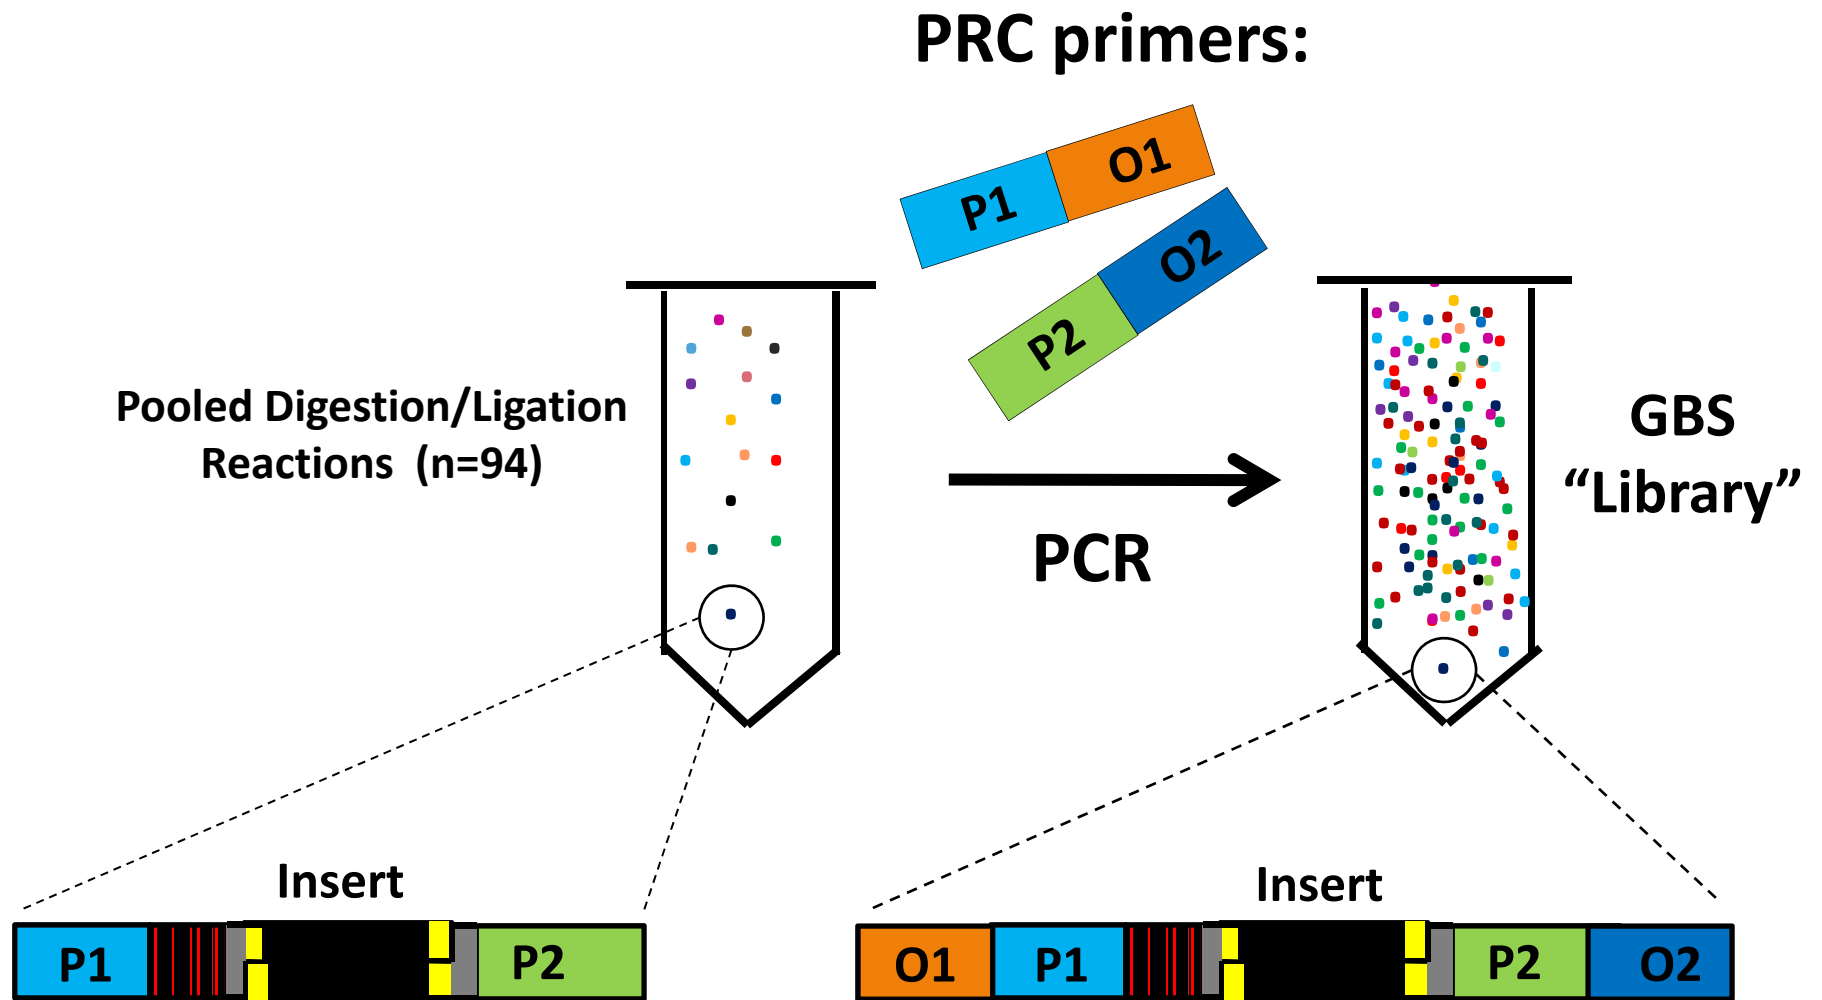 PRC primers:
P1 O1
P2 O2
Pooled Digestion/Ligation
Reactions (n=94)
PCR
GBS
“Library”
Insert
P1 P2
Insert
O1 P1 P2 O2